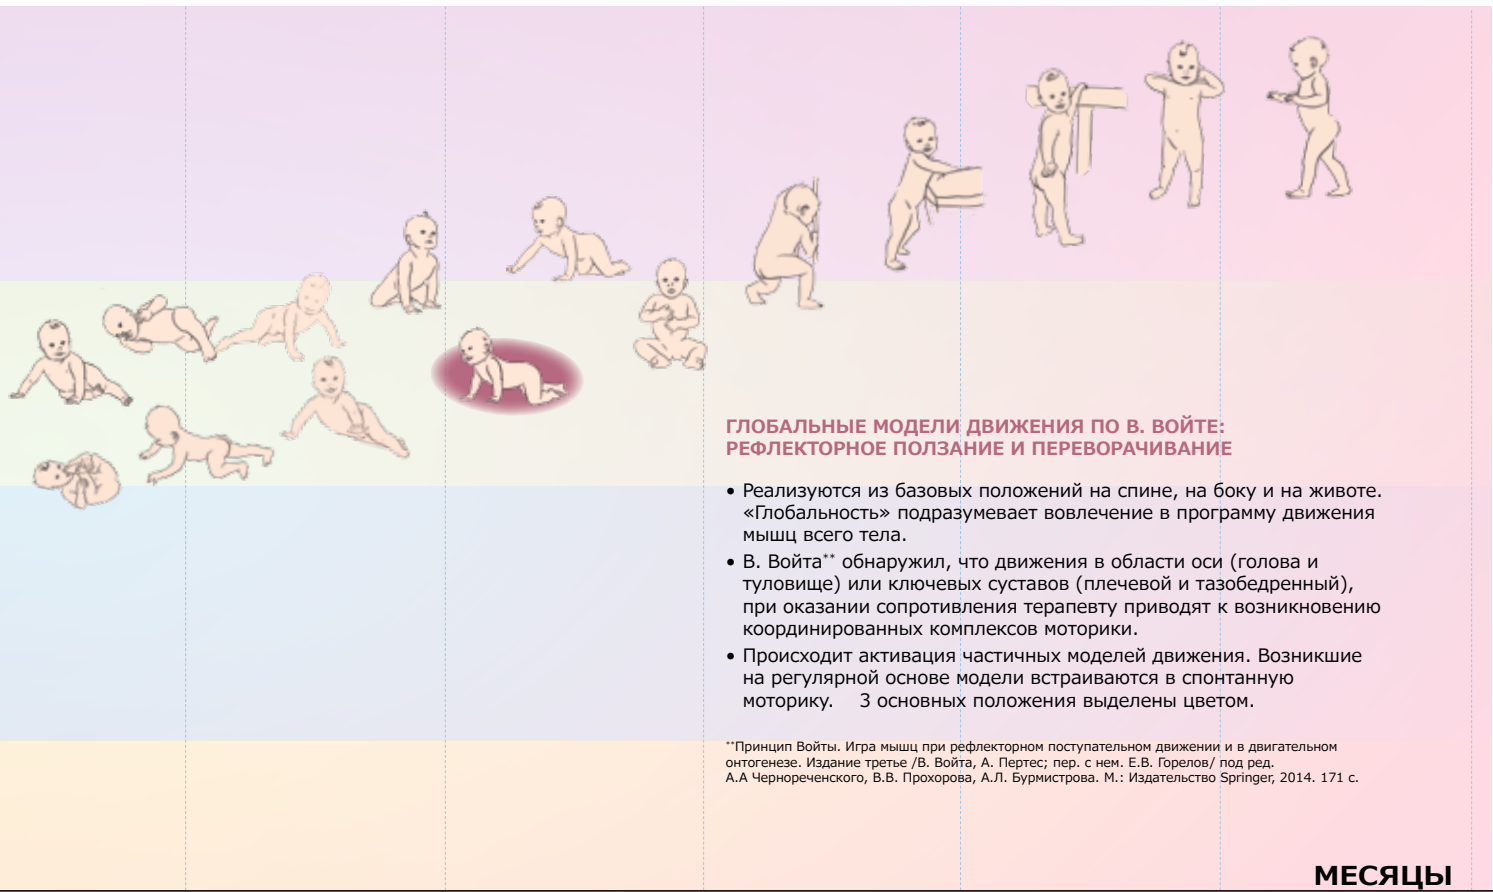 ГЛОБАЛЬНЫЕ МОДЕЛИ ДВИЖЕНИЯ ПО В. ВОЙТЕ:
РЕФЛЕКТОРНОЕ ПОЛЗАНИЕ И ПЕРЕВОРАЧИВАНИЕ
• Реализуются из базовых положений на спине, на боку и на животе.
«Глобальность» подразумевает вовлечение в программу движения
мышц всего тела.
• В. Войта** обнаружил, что движения в области оси (голова и
туловище) или ключевых суставов (плечевой и тазобедренный),
при оказании сопротивления терапевту приводят к возникновению
координированных комплексов моторики.
• Происходит активация частичных моделей движения. Возникшие
на регулярной основе модели встраиваются в спонтанную
моторику. 3 основных положения выделены цветом.
**Принцип Войты. Игра мышц при рефлекторном поступательном движении и в двигательном
онтогенезе. Издание третье /В. Войта, А. Пертес; пер. с нем. Е.В. Горелов/ под ред.
А.А Чернореченского, В.В. Прохорова, А.Л. Бурмистрова. М.: Издательство Springer, 2014. 171 с.
МЕСЯЦЫ